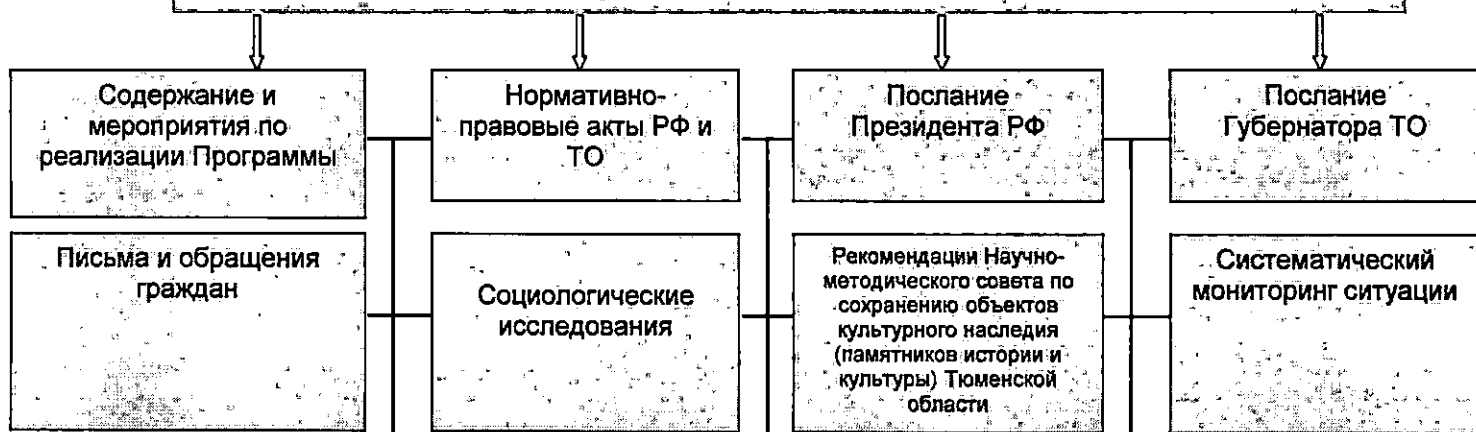 Содержание и
мероприятия по
реализации Программы
Нормативно-
правовые акты РФ и
ТО
Послание
Президента РФ
Послание
Губернатора ТО
Письма и обращения
граждан
Социологические
исследования
Рекомендации Научно-
методического совета по
сохранению объектов
культурного наследия
(памятников истории и
культуры) Тюменской
области
Систематический
мониторинг ситуации